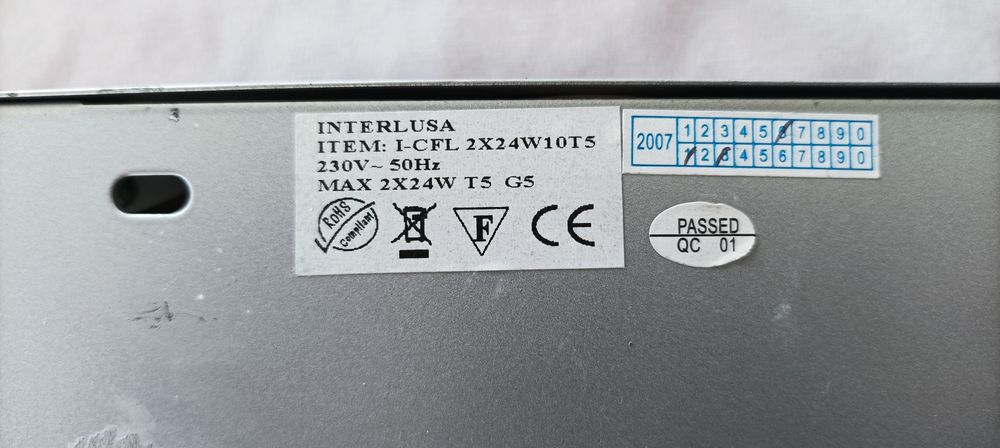 INTERLUSA
ITEM: I-CFL 2X24W10T5
230V~ 50Hz
MAX 2X24W T5 G5
ROHS
Compliant
F
CE
2007
1 2 3 4 5 6 7 8 9 0
1 2 3 4 5 6 7 8 9 0
PASSED
QC 01